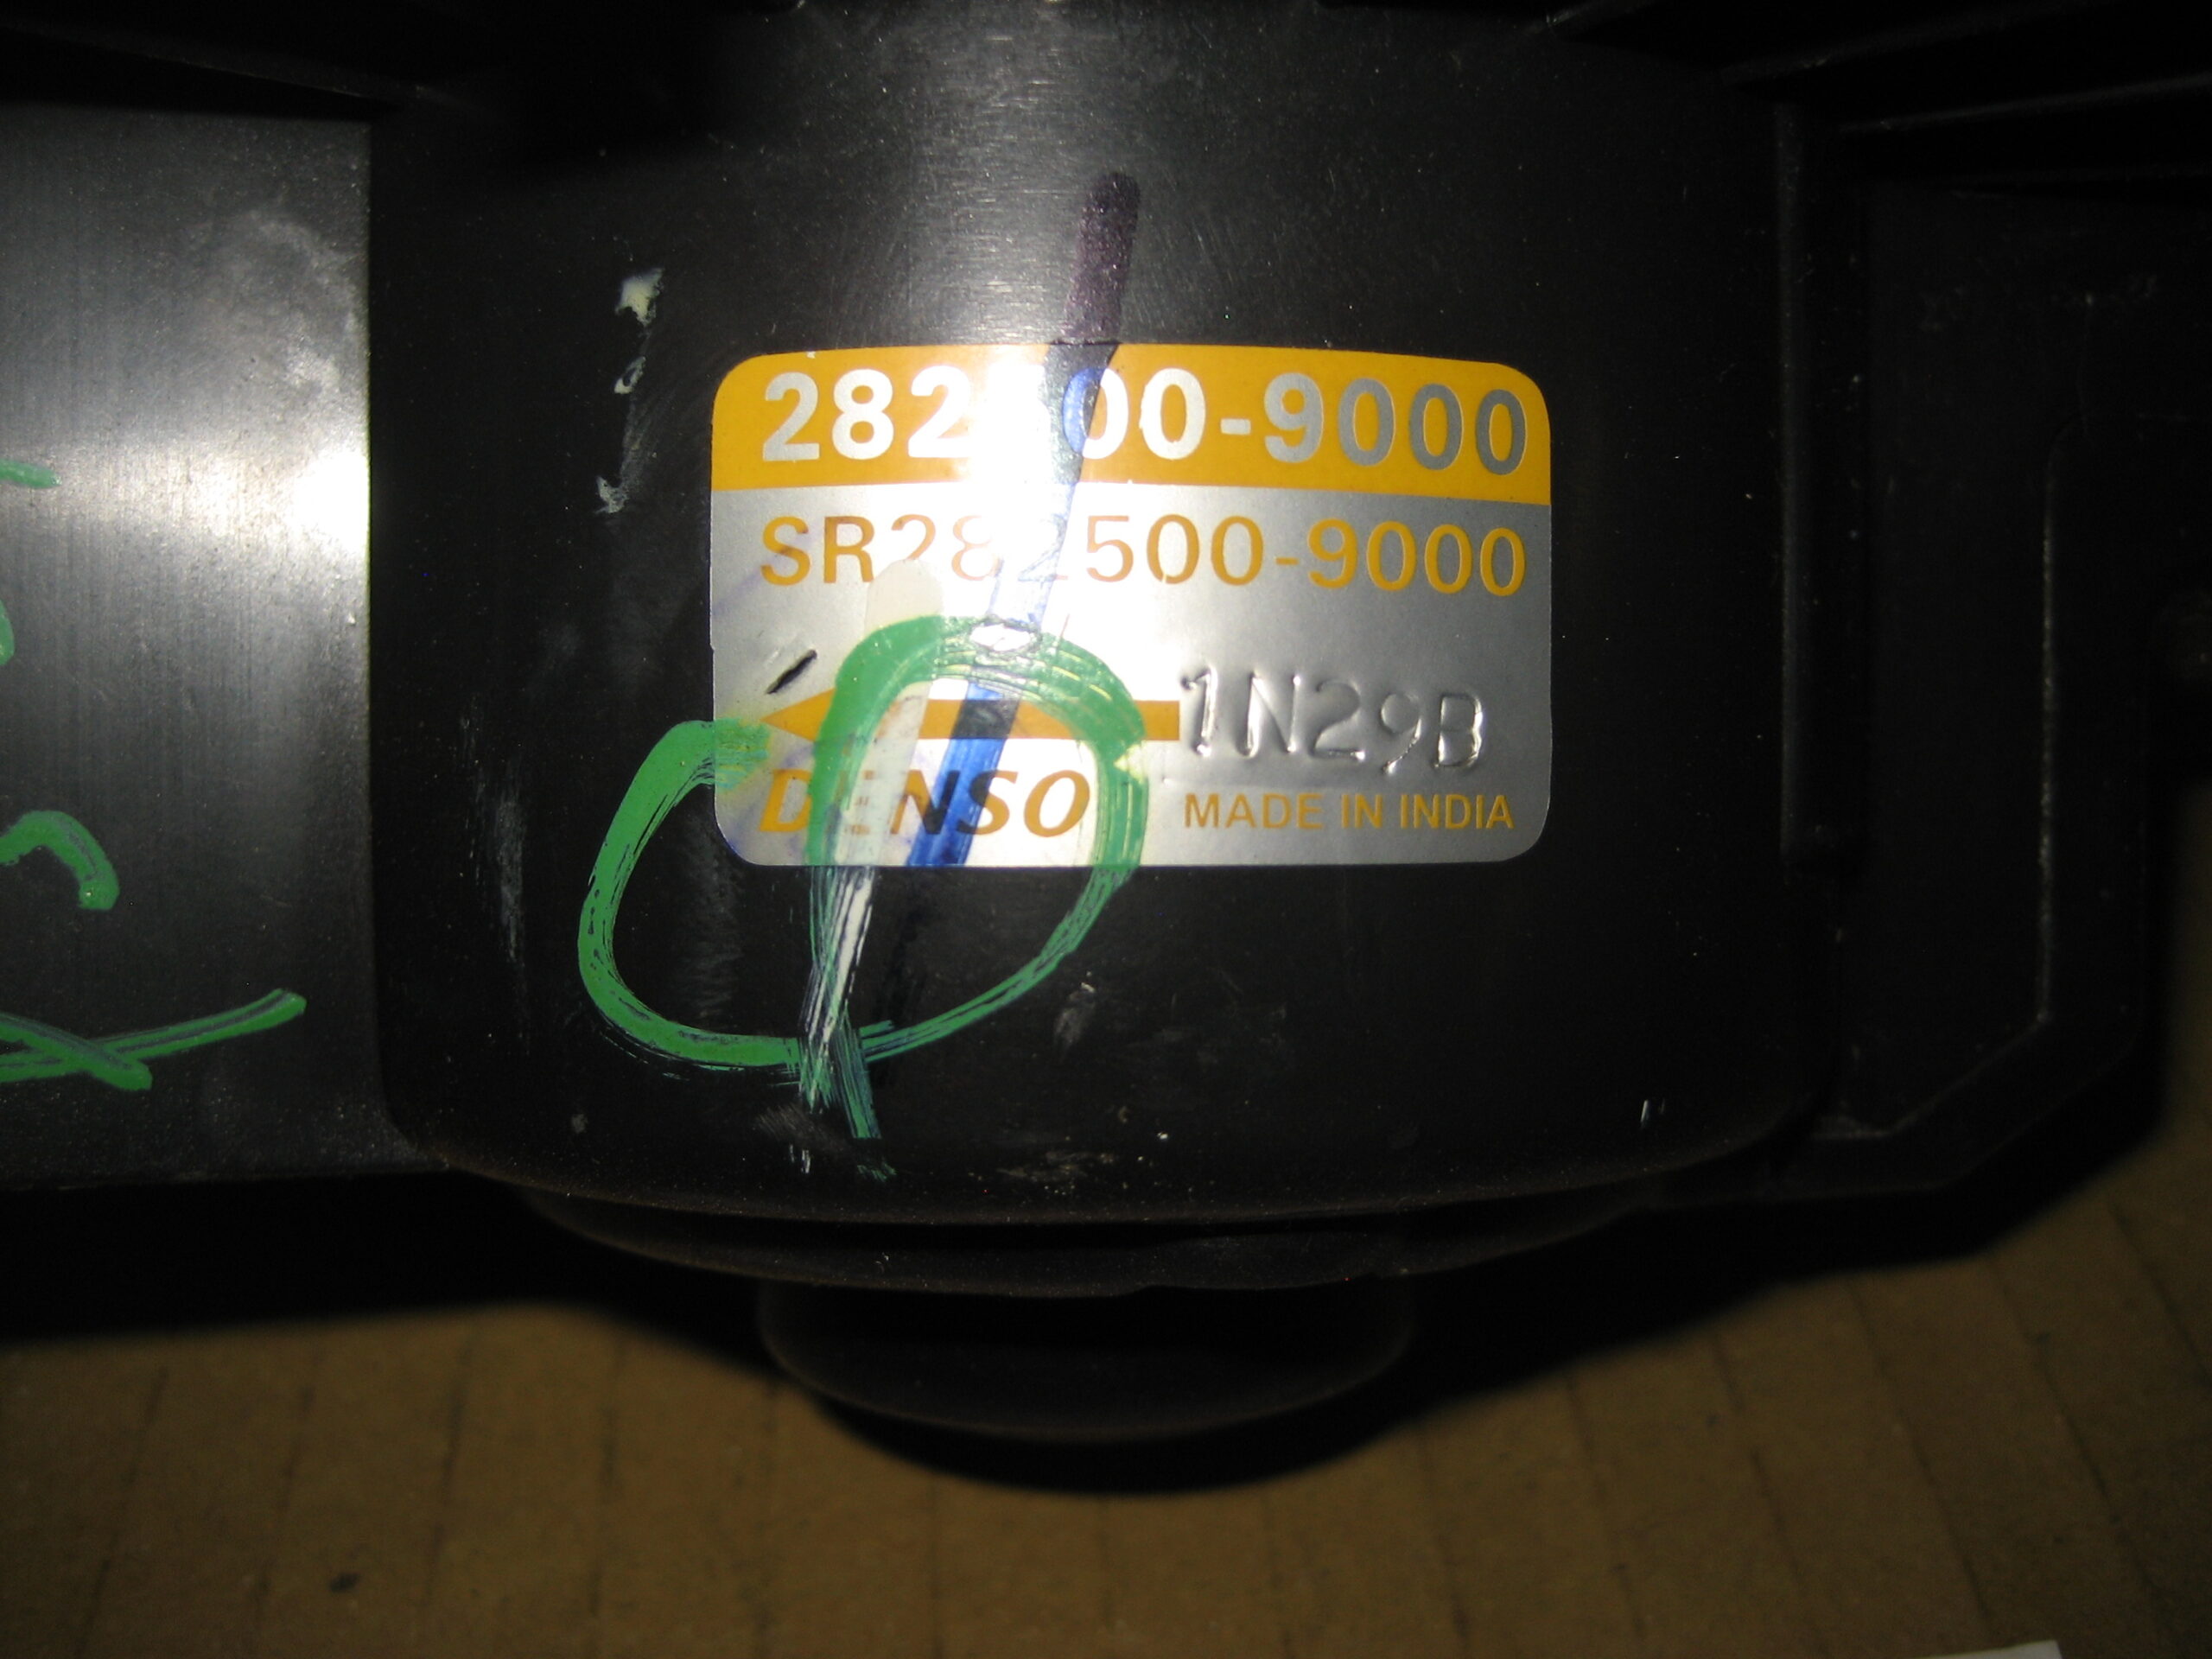 282500-9000
SR282500-9000
1N29B
DENSO
MADE IN INDIA